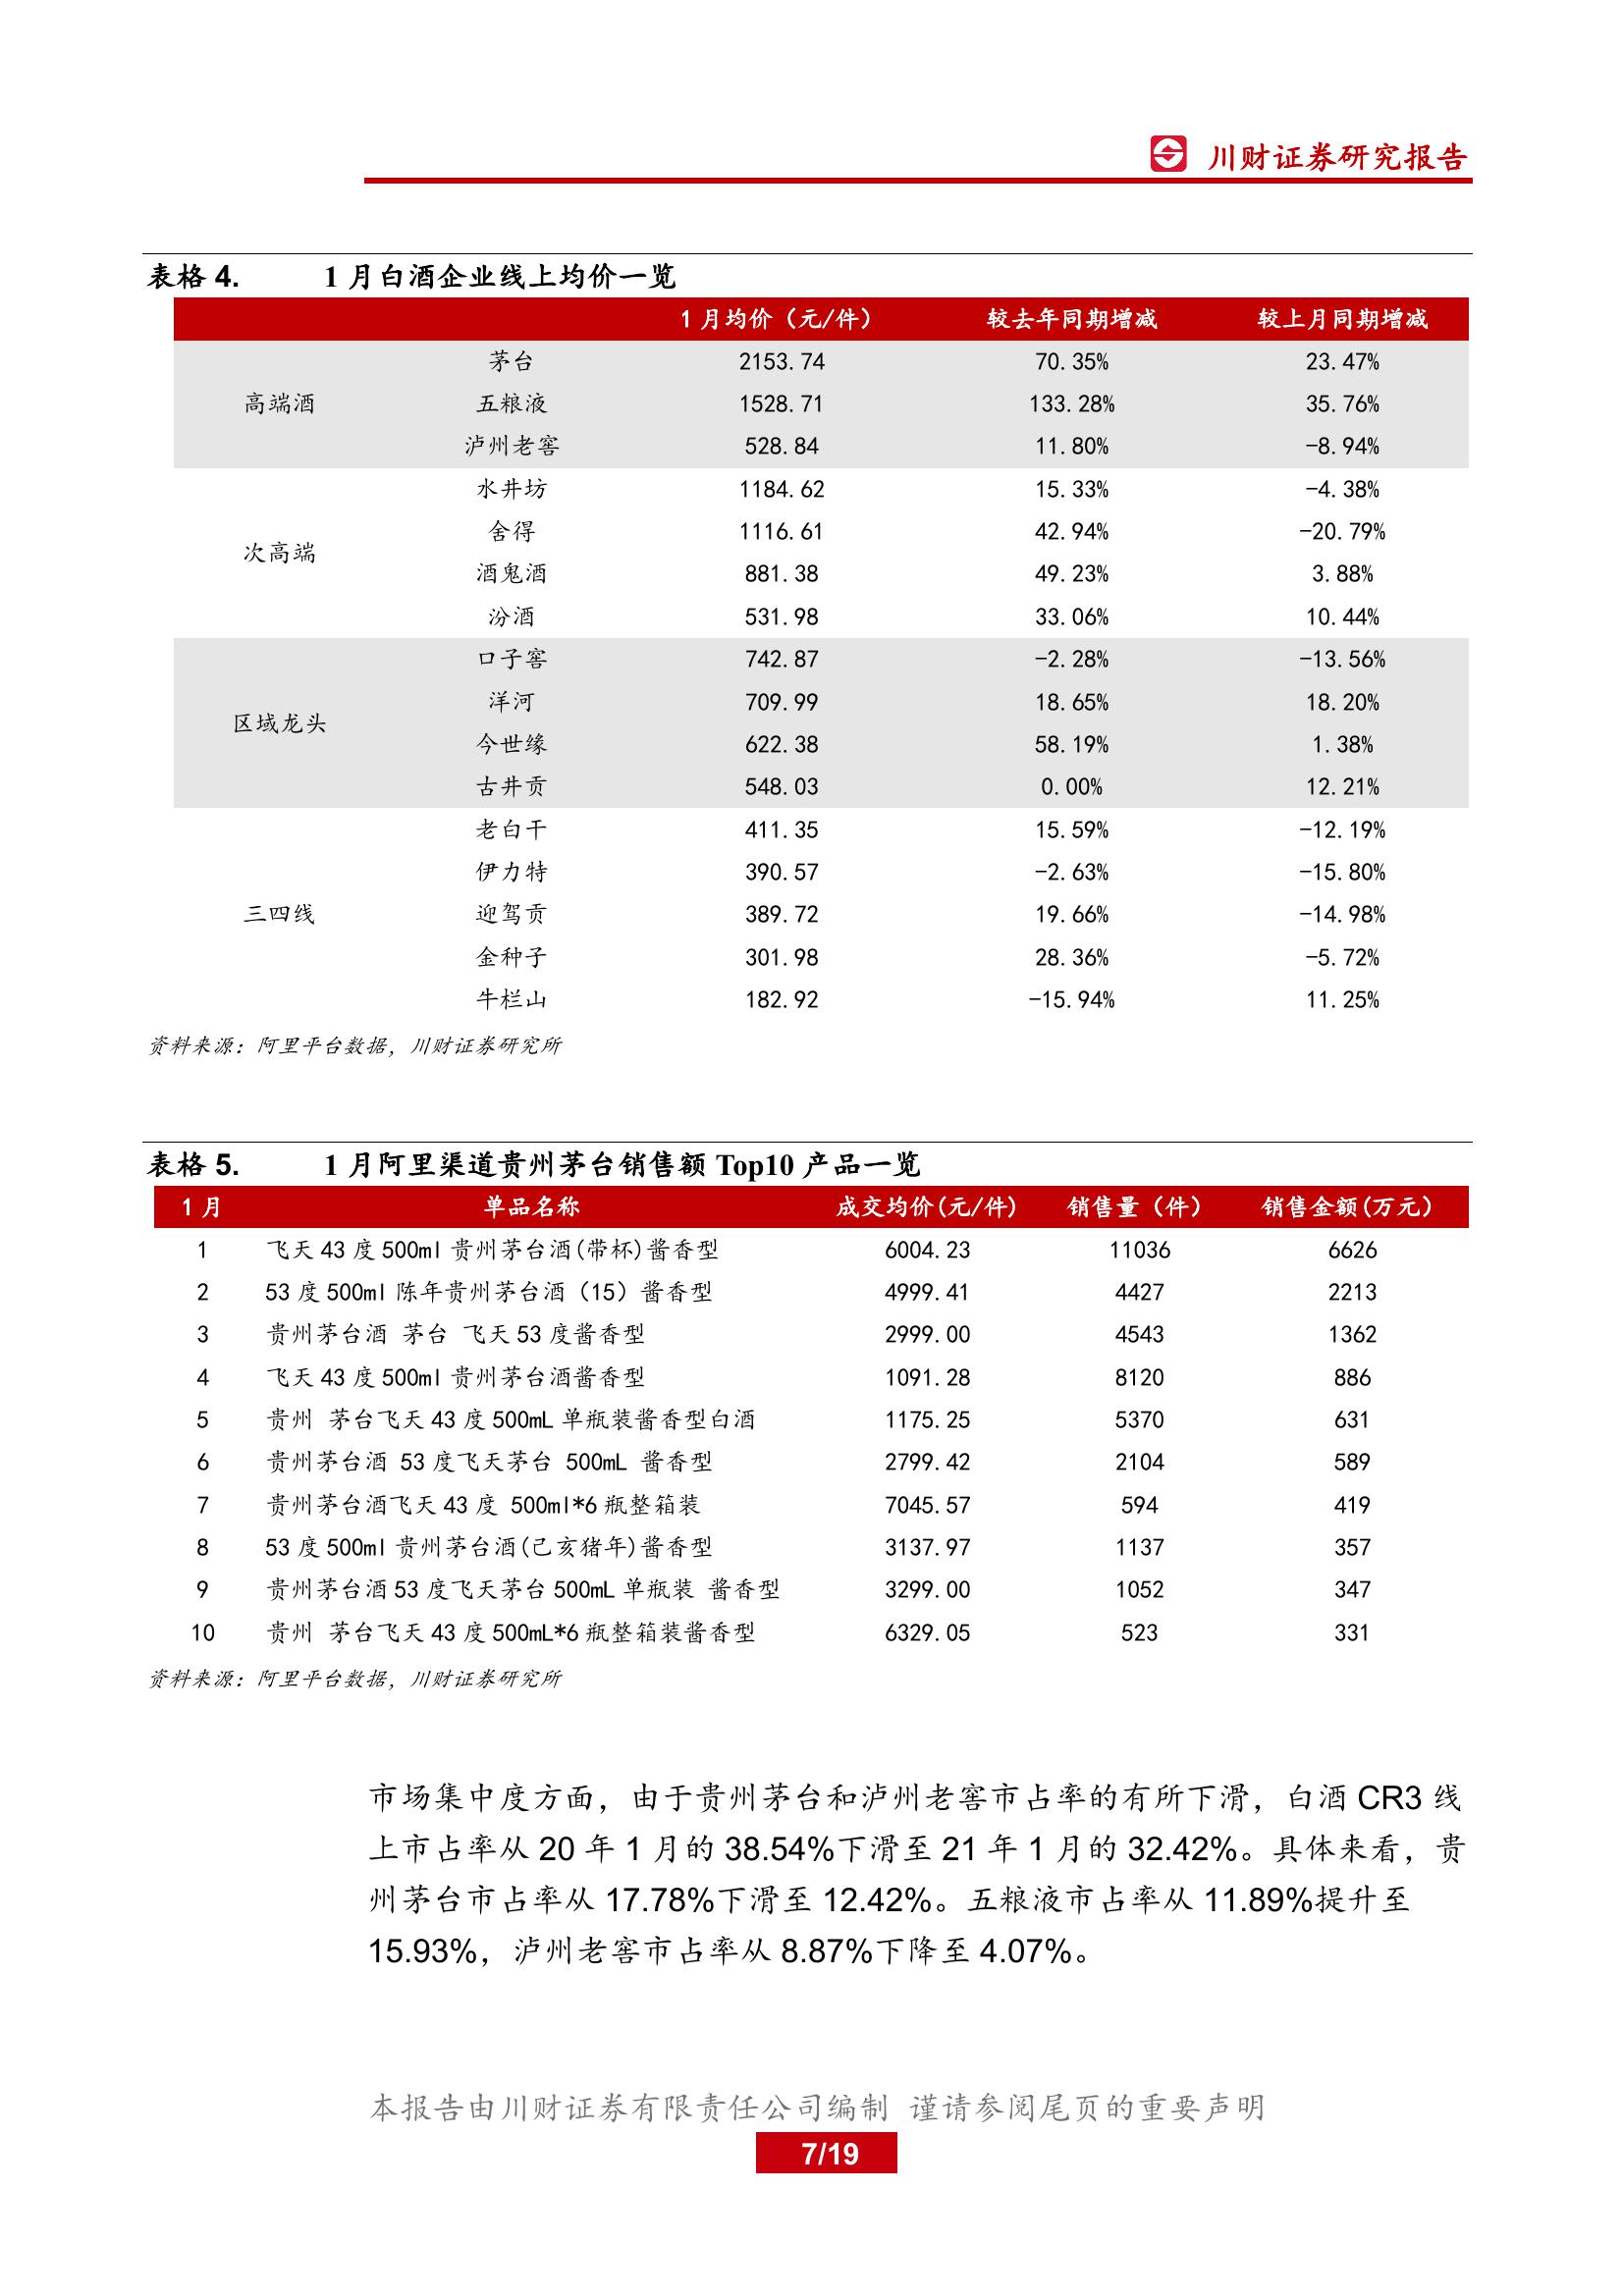 川财证券研究报告
表格 4. 1 月白酒企业线上均价一览
1 月均价（元/件） 较去年同期增减 较上月同期增减
茅台 2153.74 70.35% 23.47%
高端酒 五粮液 1528.71 133.28% 35.76%
泸州老窖 528.84 11.80% -8.94%
水井坊 1184.62 15.33% -4.38%
舍得 1116.61 42.94% -20.79%
次高端
酒鬼酒 881.38 49.23% 3.88%
汾酒 531.98 33.06% 10.44%
口子窖 742.87 -2.28% -13.56%
洋河 709.99 18.65% 18.20%
区域龙头
今世缘 622.38 58.19% 1.38%
古井贡 548.03 0.00% 12.21%
老白干 411.35 15.59% -12.19%
伊力特 390.57 -2.63% -15.80%
三四线 迎驾贡 389.72 19.66% -14.98%
金种子 301.98 28.36% -5.72%
牛栏山 182.92 -15.94% 11.25%
资料来源：阿里平台数据，川财证券研究所
表格 5. 1 月阿里渠道贵州茅台销售额 Top10 产品一览
1 月 单品名称 成交均价(元/件) 销售量（件） 销售金额(万元）
1 飞天 43 度 500ml 贵州茅台酒(带杯)酱香型 6004.23 11036 6626
2 53 度 500ml 陈年贵州茅台酒（15）酱香型 4999.41 4427 2213
3 贵州茅台酒 茅台 飞天 53 度酱香型 2999.00 4543 1362
4 飞天 43 度 500ml 贵州茅台酒酱香型 1091.28 8120 886
5 贵州 茅台飞天 43 度 500mL 单瓶装酱香型白酒 1175.25 5370 631
6 贵州茅台酒 53 度飞天茅台 500mL 酱香型 2799.42 2104 589
7 贵州茅台酒飞天 43 度 500ml*6 瓶整箱装 7045.57 594 419
8 53 度 500ml 贵州茅台酒(己亥猪年)酱香型 3137.97 1137 357
9 贵州茅台酒 53 度飞天茅台 500mL 单瓶装 酱香型 3299.00 1052 347
10 贵州 茅台飞天 43 度 500mL*6 瓶整箱装酱香型 6329.05 523 331
资料来源：阿里平台数据，川财证券研究所
市场集中度方面，由于贵州茅台和泸州老窖市占率的有所下滑，白酒 CR3 线
上市占率从 20 年 1 月的 38.54%下滑至 21 年 1 月的 32.42%。具体来看，贵
州茅台市占率从 17.78%下滑至 12.42%。五粮液市占率从 11.89%提升至
15.93%，泸州老窖市占率从 8.87%下降至 4.07%。
本报告由川财证券有限责任公司编制 谨请参阅尾页的重要声明
7/19